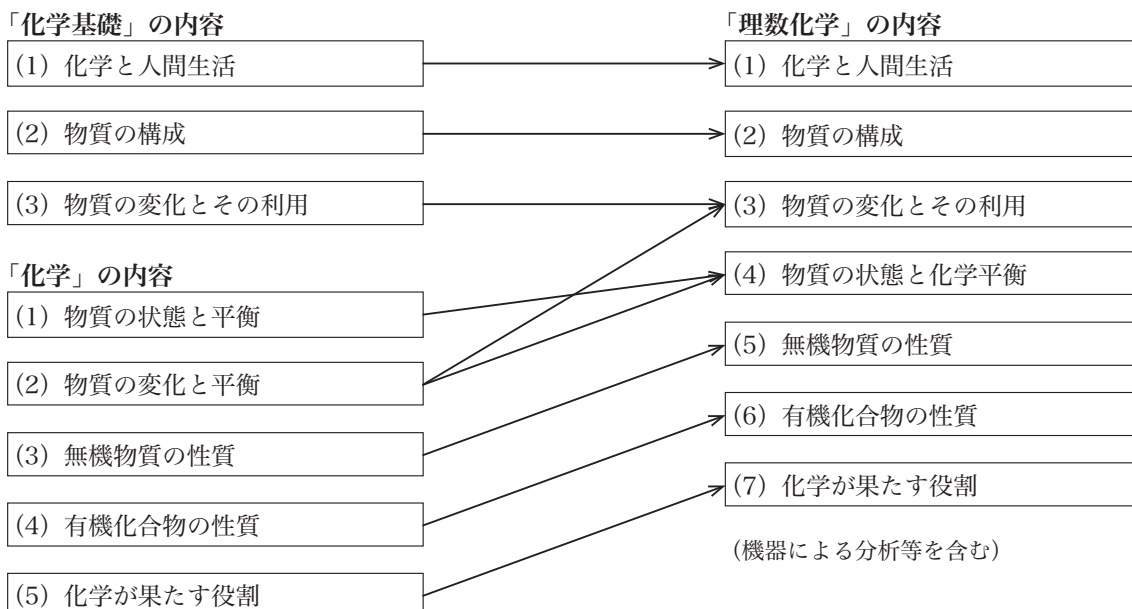 「化学基礎」の内容
(1) 化学と人間生活
(2) 物質の構成
(3) 物質の変化とその利用
「化学」の内容
(1) 物質の状態と平衡
(2) 物質の変化と平衡
(3) 無機物質の性質
(4) 有機化合物の性質
(5) 化学が果たす役割
「理数化学」の内容
(1) 化学と人間生活
(2) 物質の構成
(3) 物質の変化とその利用
(4) 物質の状態と化学平衡
(5) 無機物質の性質
(6) 有機化合物の性質
(7) 化学が果たす役割
(機器による分析等を含む)